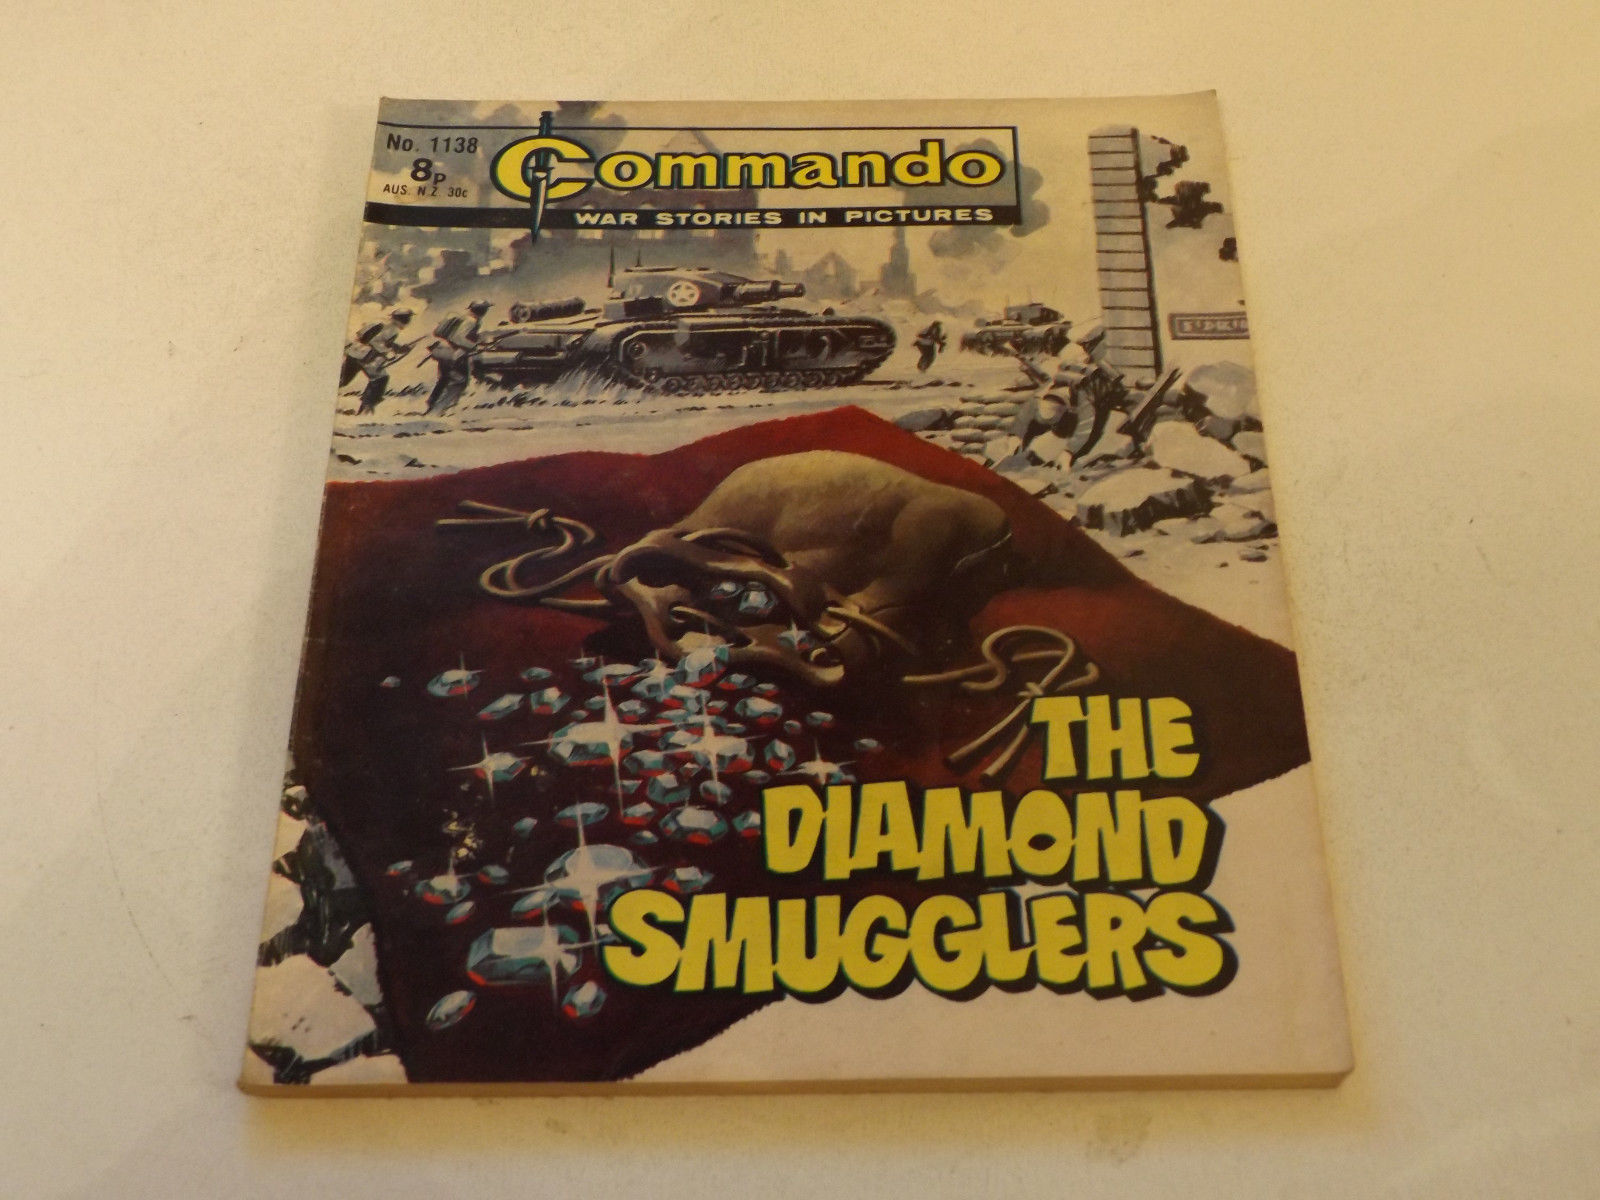 No. 1138
8p
AUS. N.Z. 30c
Commando
WAR STORIES IN PICTURES
THE
DIAMOND
SMUGGLERS